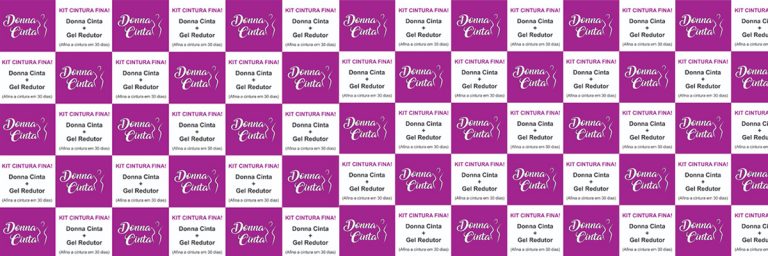 Donna
Cinta
KIT CINTURA FINA!
Donna Cinta
+
Gel Redutor
(Afina a cintura em 30 dias)